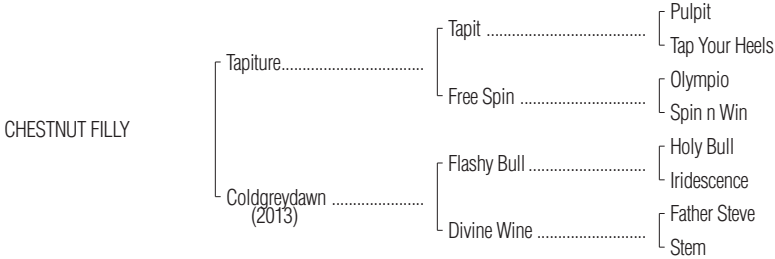 Pulpit
Tapit ........................................
Tap Your Heels
Tapiture....................................
Olympio
Free Spin ................................
Spin n Win
CHESTNUT FILLY
Holy Bull
Flashy Bull..............................
Iridescence
Coldgreydawn .......................
(2013)
Father Steve
Divine Wine ...........................
Stem